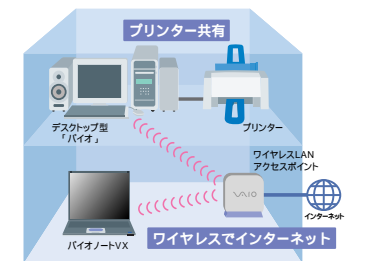 プリンター共有
デスクトップ型
「バイオ」
プリンター
ワイヤレスLAN
アクセスポイント
VAIO
インターネット
バイオノートVX
ワイヤレスでインターネット